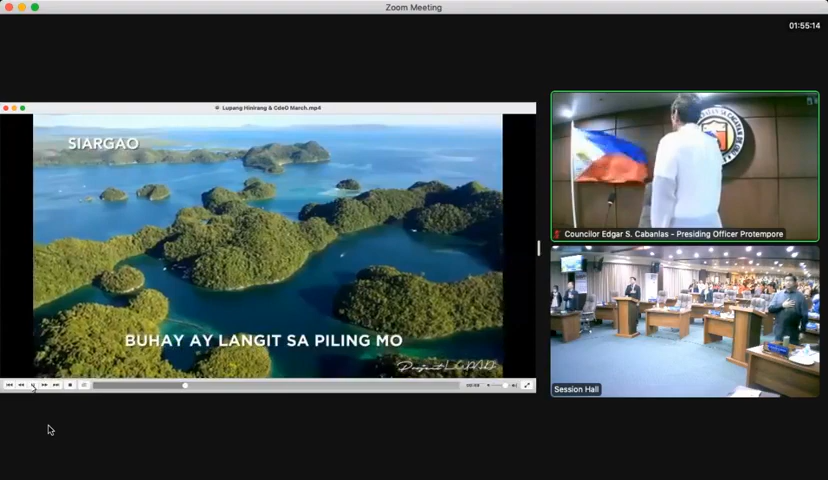 Zoom Meeting
01:55:14
Lupang Hinirang & CdeO March.mp4
SIARGAO
BUHAY AY LANGIT SA PILING MO
Councilor Edgar S. Cabanlas - Presiding Officer Protempore
Session Hall